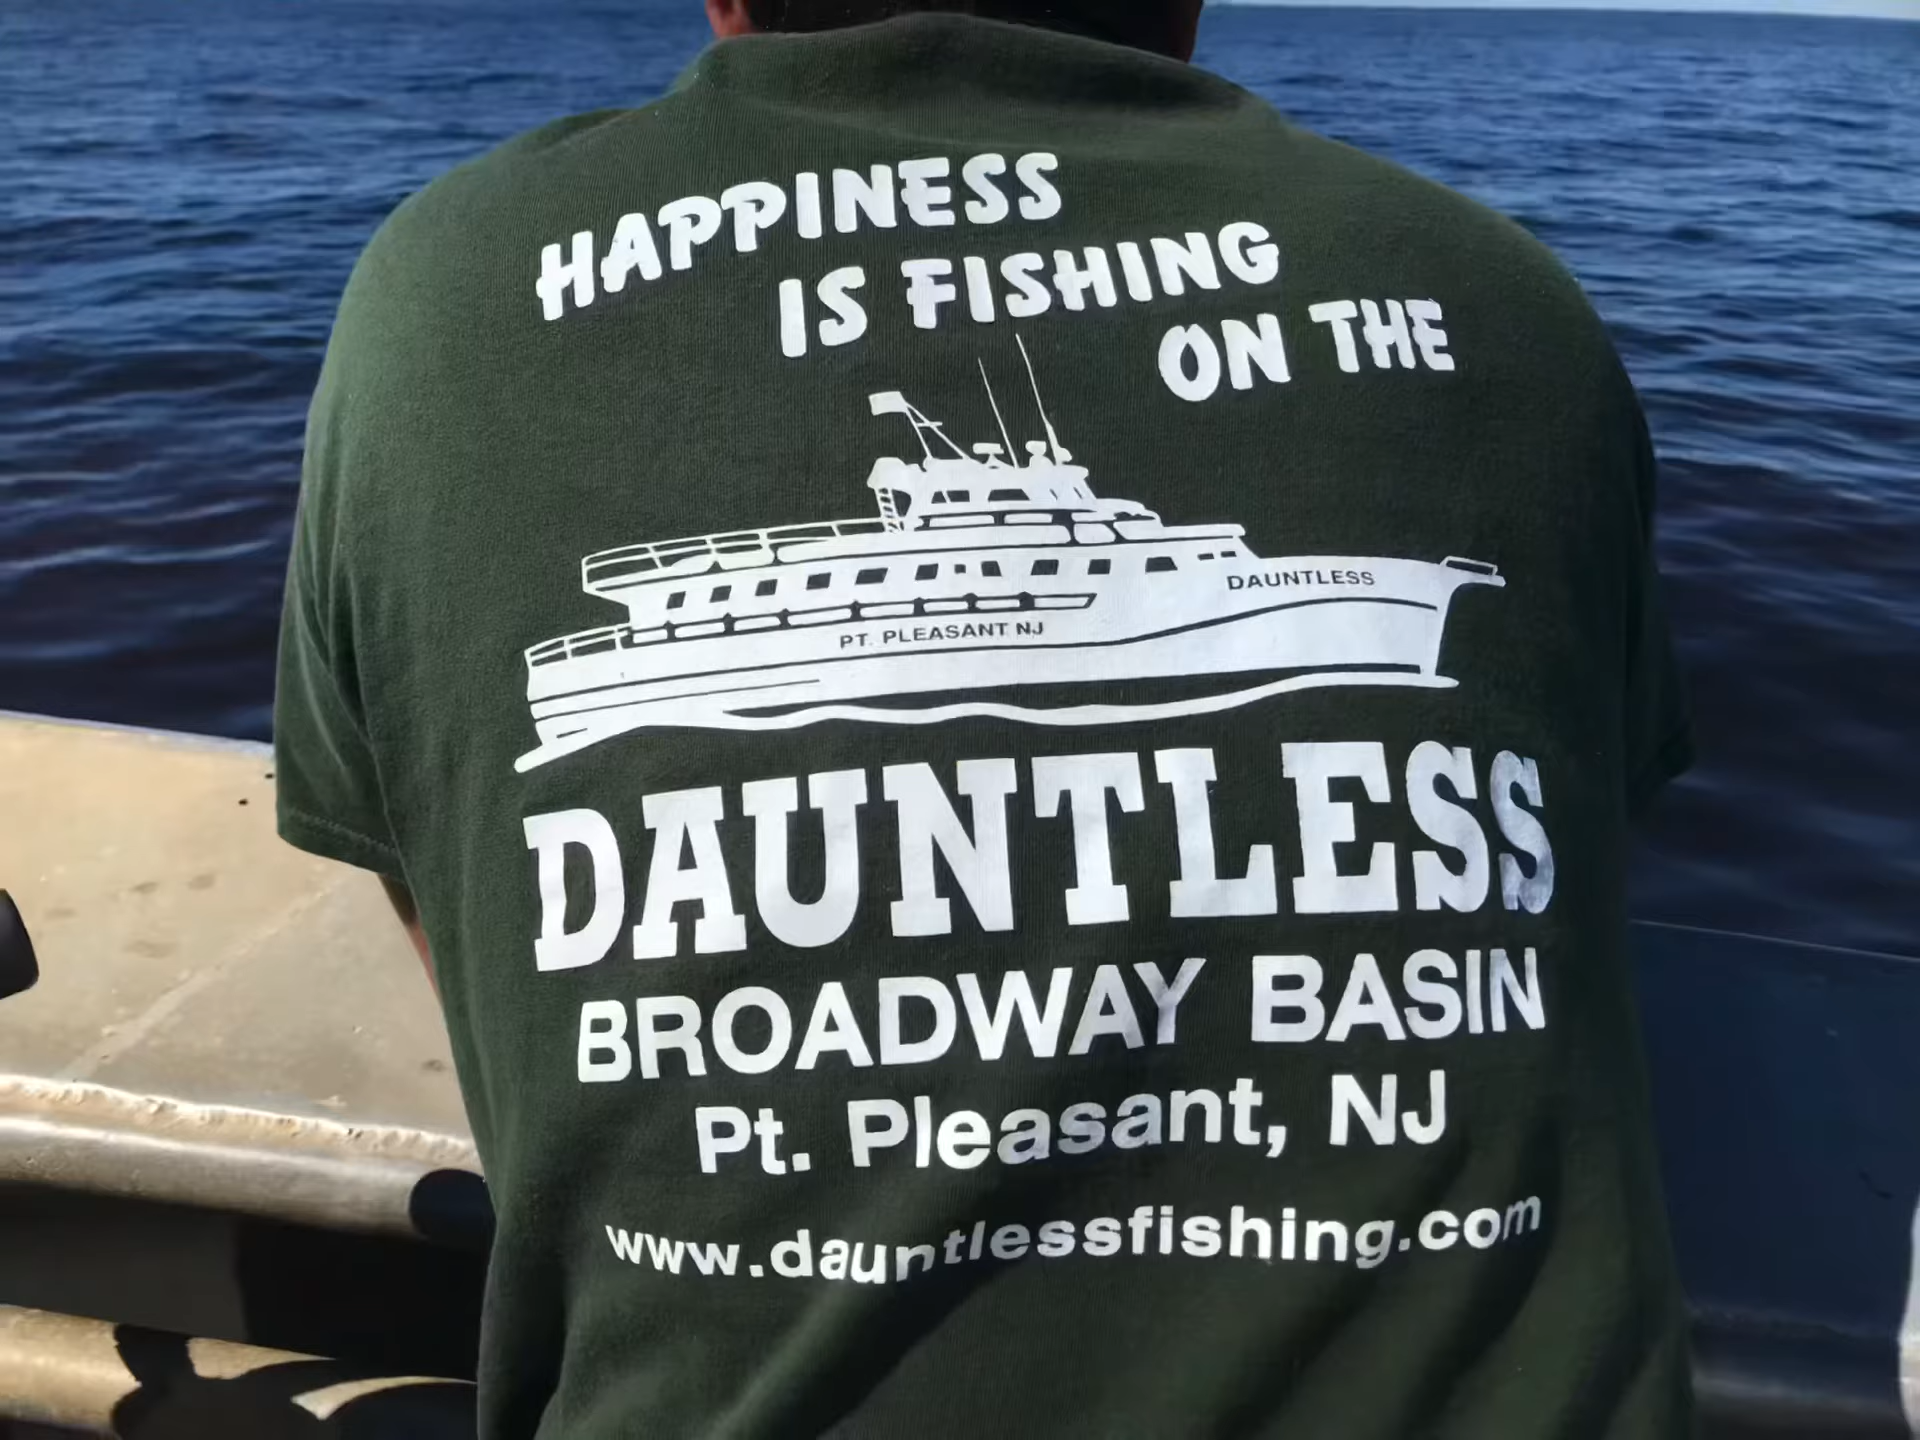 HAPPINESS
IS FISHING
ON THE
DAUNTLESS
PT. PLEASANT NJ
DAUNTLESS
BROADWAY BASIN
Pt. Pleasant, NJ
www.dauntlessfishing.com